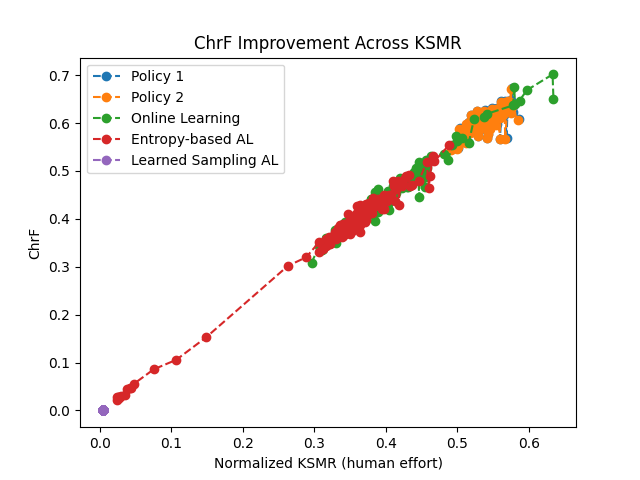 ChrF Improvement Across KSMR
Policy 1
Policy 2
Online Learning
Entropy-based AL
Learned Sampling AL
ChrF
0.7
0.6
0.5
0.4
0.3
0.2
0.1
0.0
0.0 0.1 0.2 0.3 0.4 0.5 0.6
Normalized KSMR (human effort)